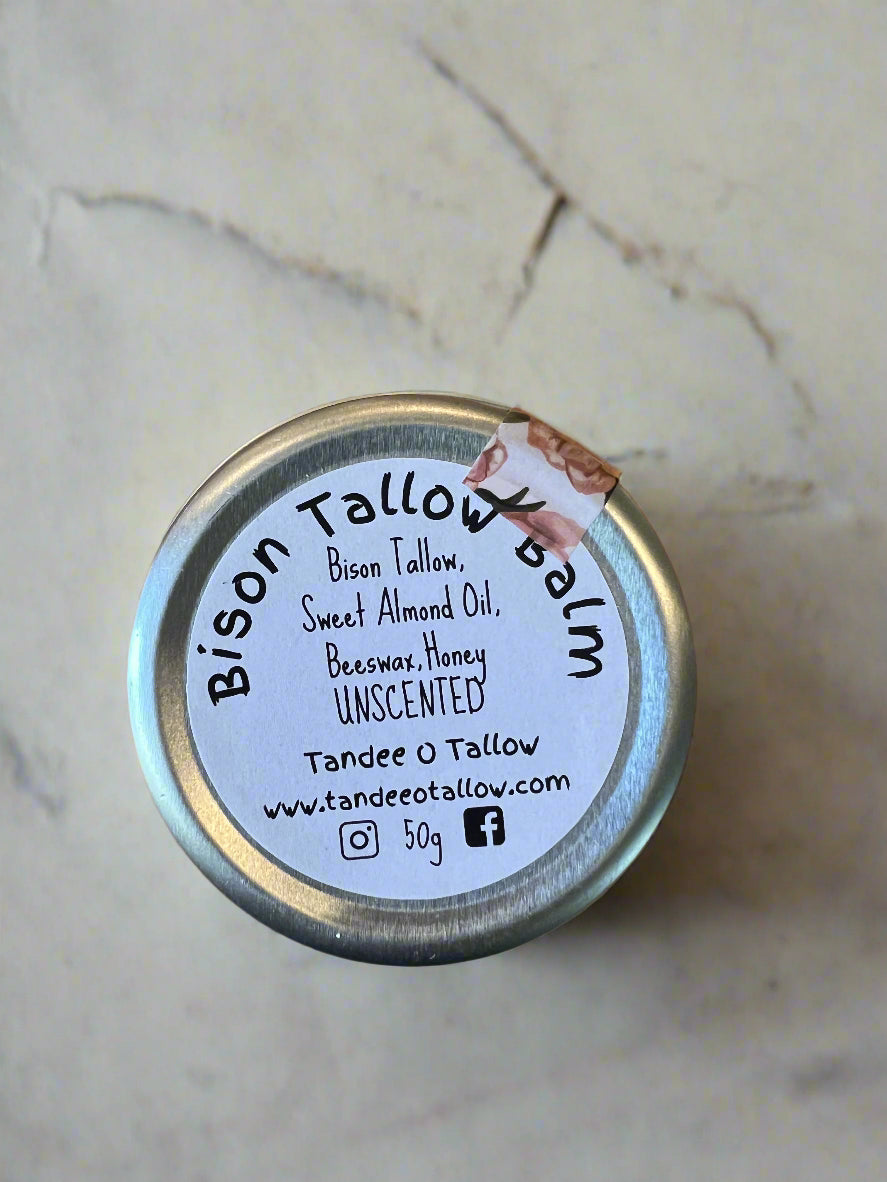 Bison Tallow Balm
Bison Tallow,
Sweet Almond Oil,
Beeswax, Honey
UNSCENTED
Tandee O Tallow
www.tandeeotallow.com
50g